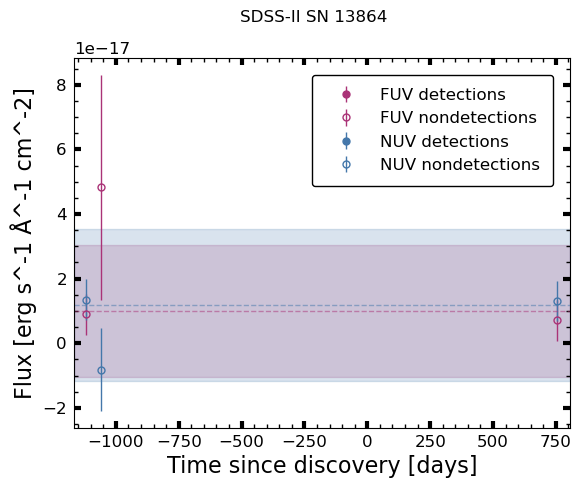 SDSS-II SN 13864
1e−17
FUV detections
FUV nondetections
NUV detections
NUV nondetections
8
6
4
2
0
−2
Flux [erg s^-1 Å^-1 cm^-2]
−1000 −750 −500 −250 0 250 500 750
Time since discovery [days]